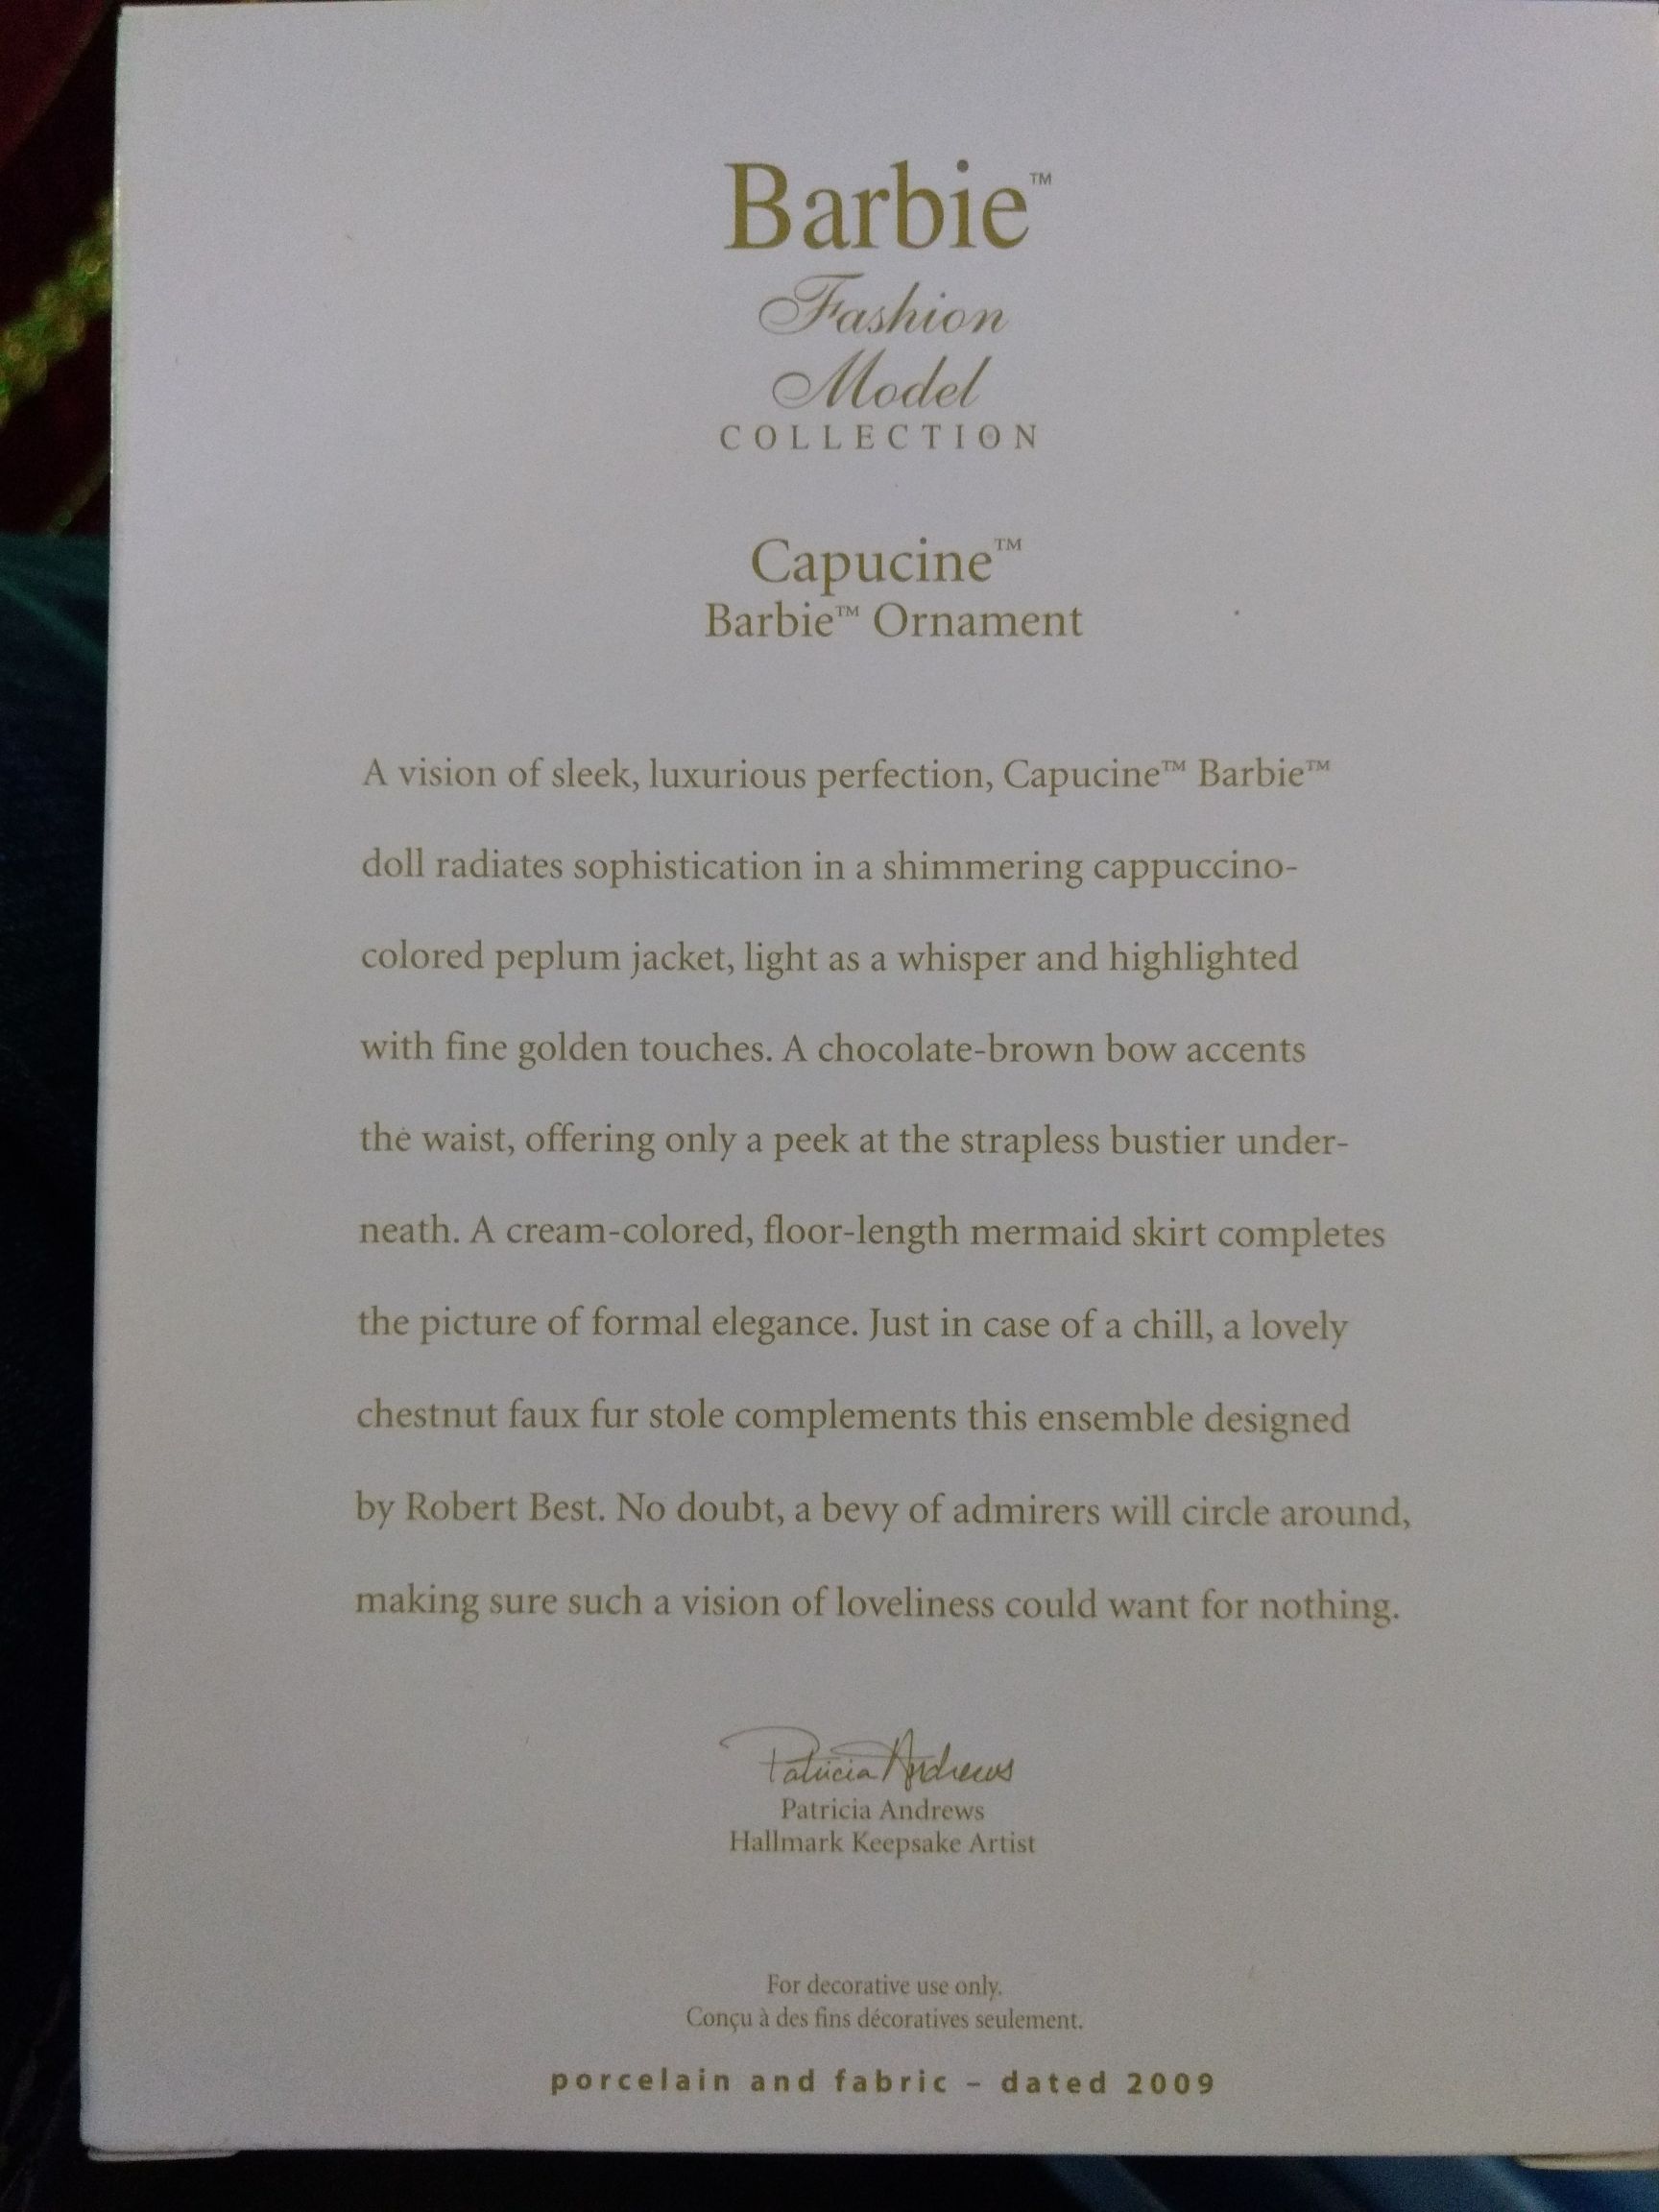 Barbie™
Fashion
Model
COLLECTION
Capucine™
Barbie™ Ornament
A vision of sleek, luxurious perfection, Capucine™ Barbie™
doll radiates sophistication in a shimmering cappuccino-
colored peplum jacket, light as a whisper and highlighted
with fine golden touches. A chocolate-brown bow accents
the waist, offering only a peek at the strapless bustier under-
neath. A cream-colored, floor-length mermaid skirt completes
the picture of formal elegance. Just in case of a chill, a lovely
chestnut faux fur stole complements this ensemble designed
by Robert Best. No doubt, a bevy of admirers will circle around,
making sure such a vision of loveliness could want for nothing.
Patricia Andrews
Patricia Andrews
Hallmark Keepsake Artist
For decorative use only.
Conçu à des fins décoratives seulement.
porcelain and fabric – dated 2009